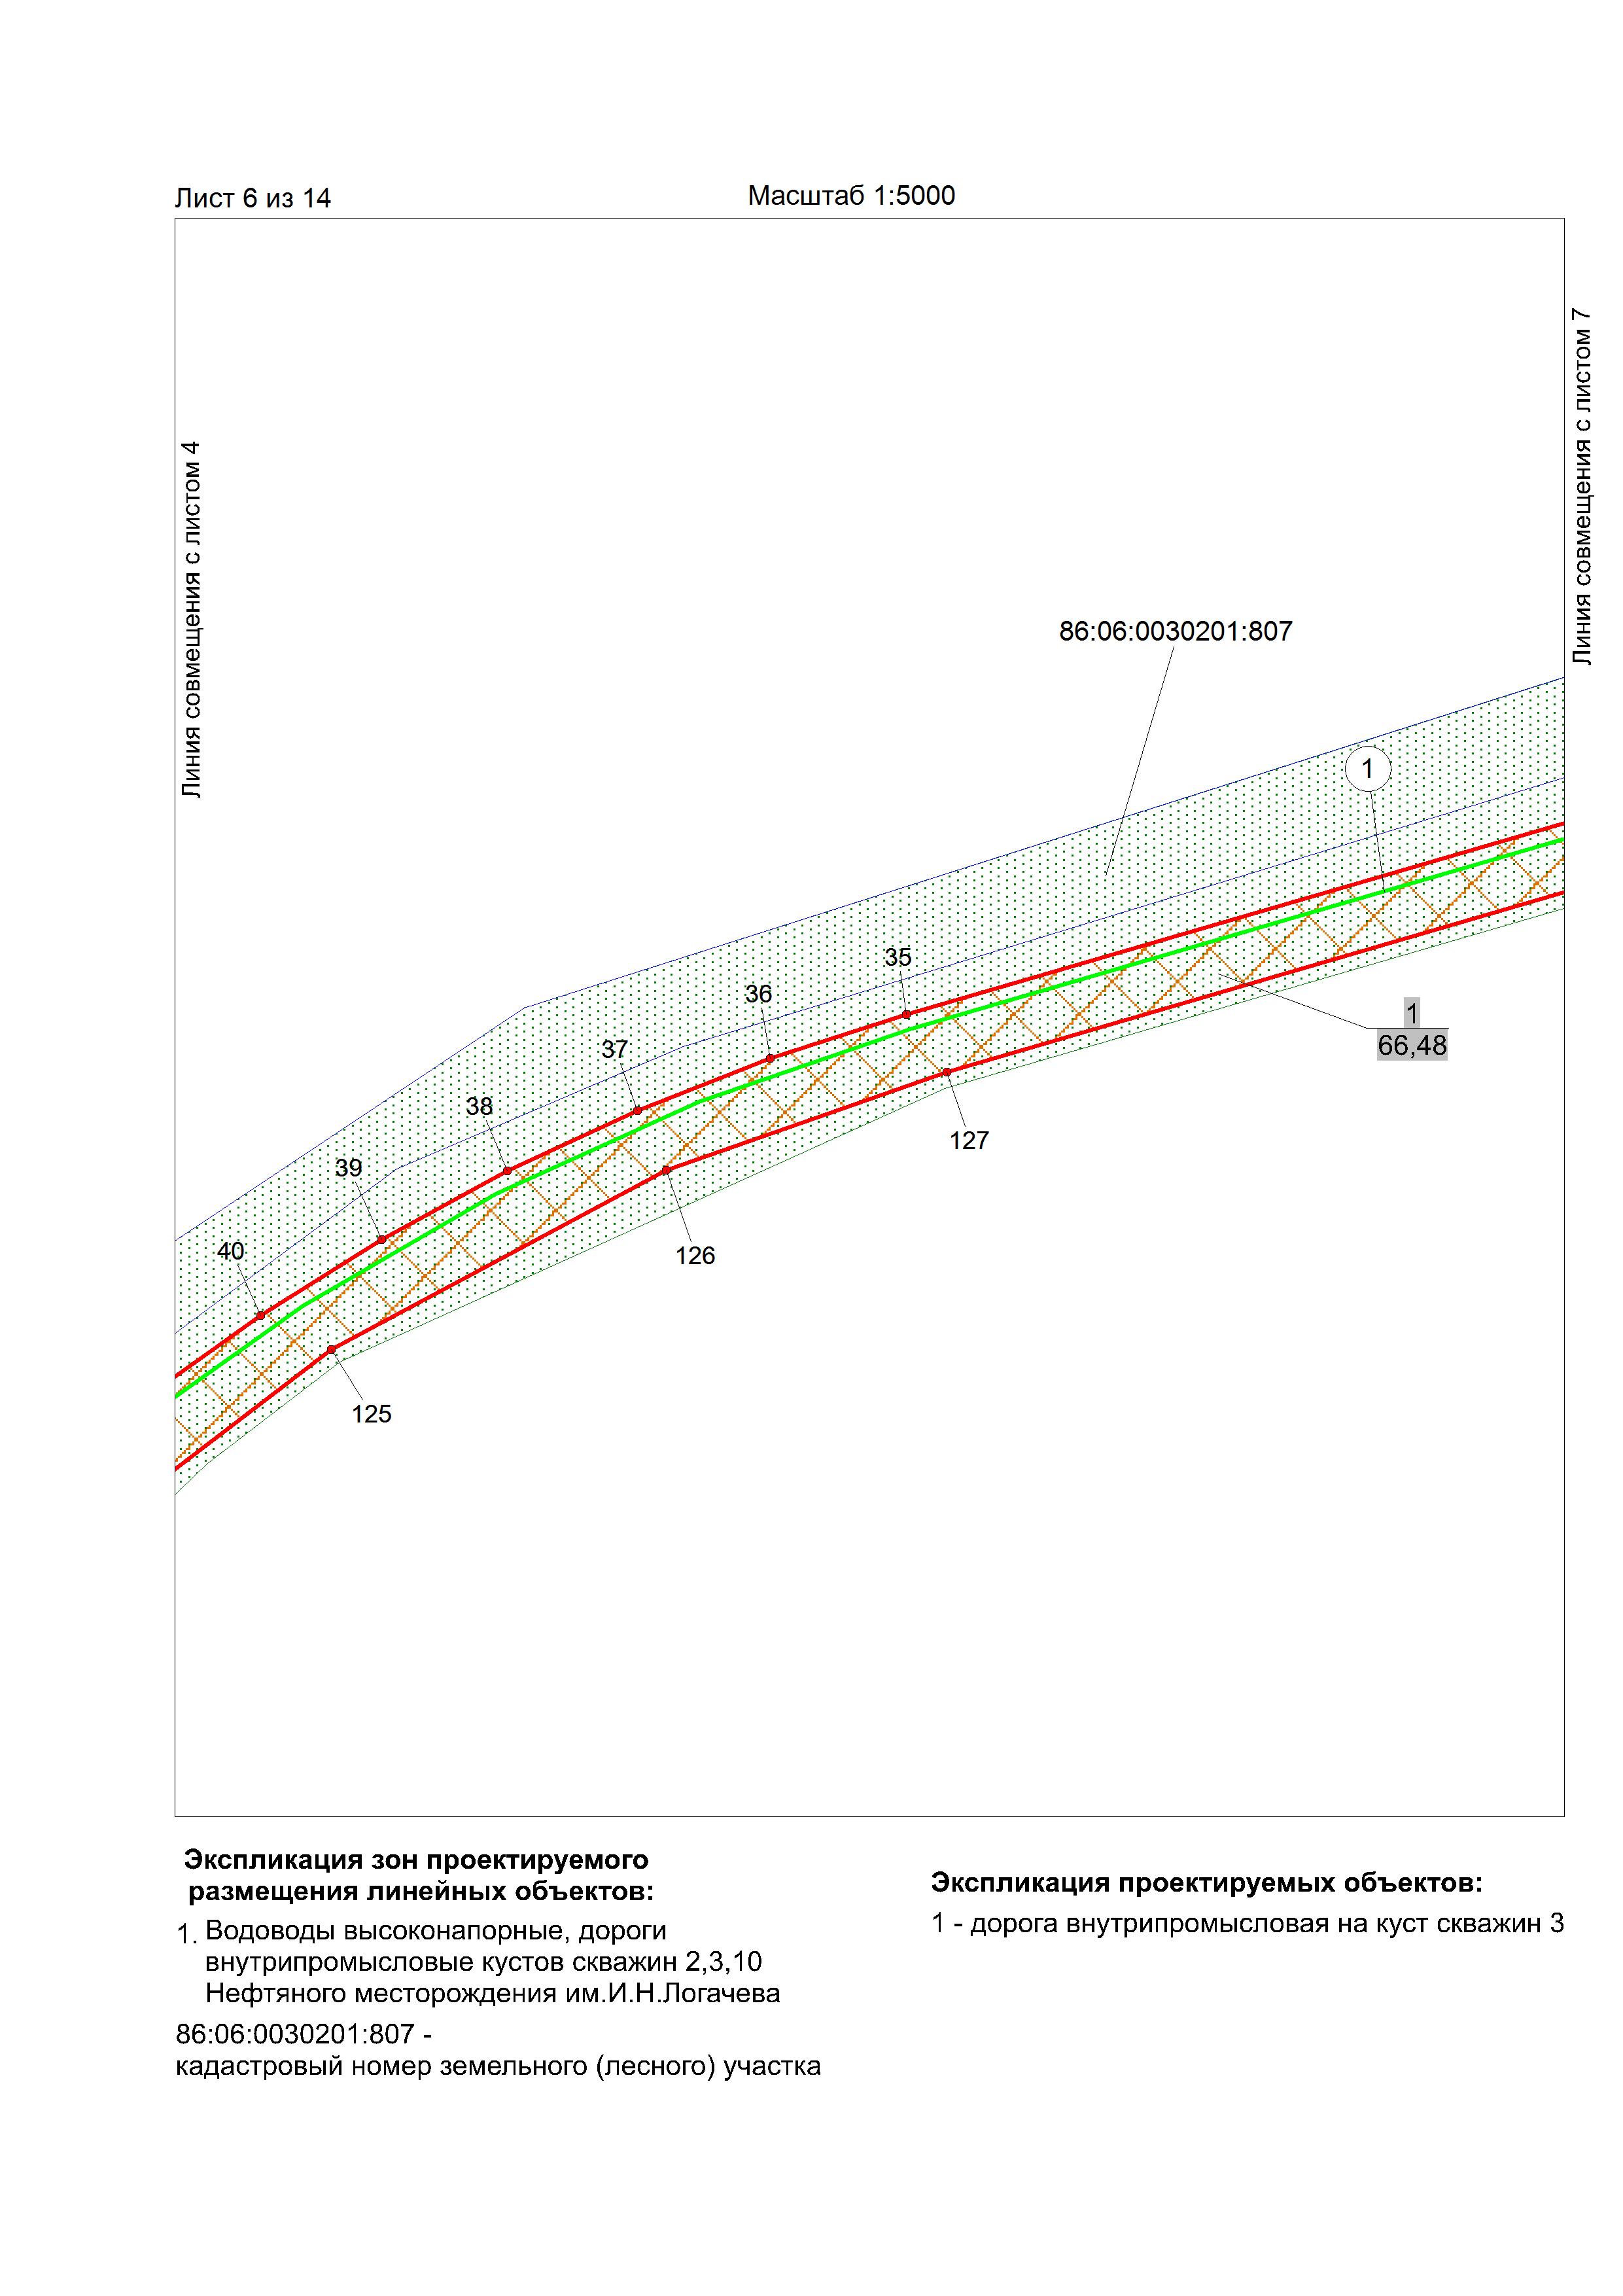 Лист 6 из 14
Масштаб 1:5000
Линия совмещения с листом 4
Линия совмещения с листом 7
86:06:0030201:807
1
35
36
37
1
66,48
38
127
39
40
126
125
Экспликация зон проектируемого
размещения линейных объектов:
1. Водоводы высоконапорные, дороги
внутрипромысловые кустов скважин 2,3,10
Нефтяного месторождения им.И.Н.Логачева
86:06:0030201:807 -
кадастровый номер земельного (лесного) участка
Экспликация проектируемых объектов:
1 - дорога внутрипромысловая на куст скважин 3